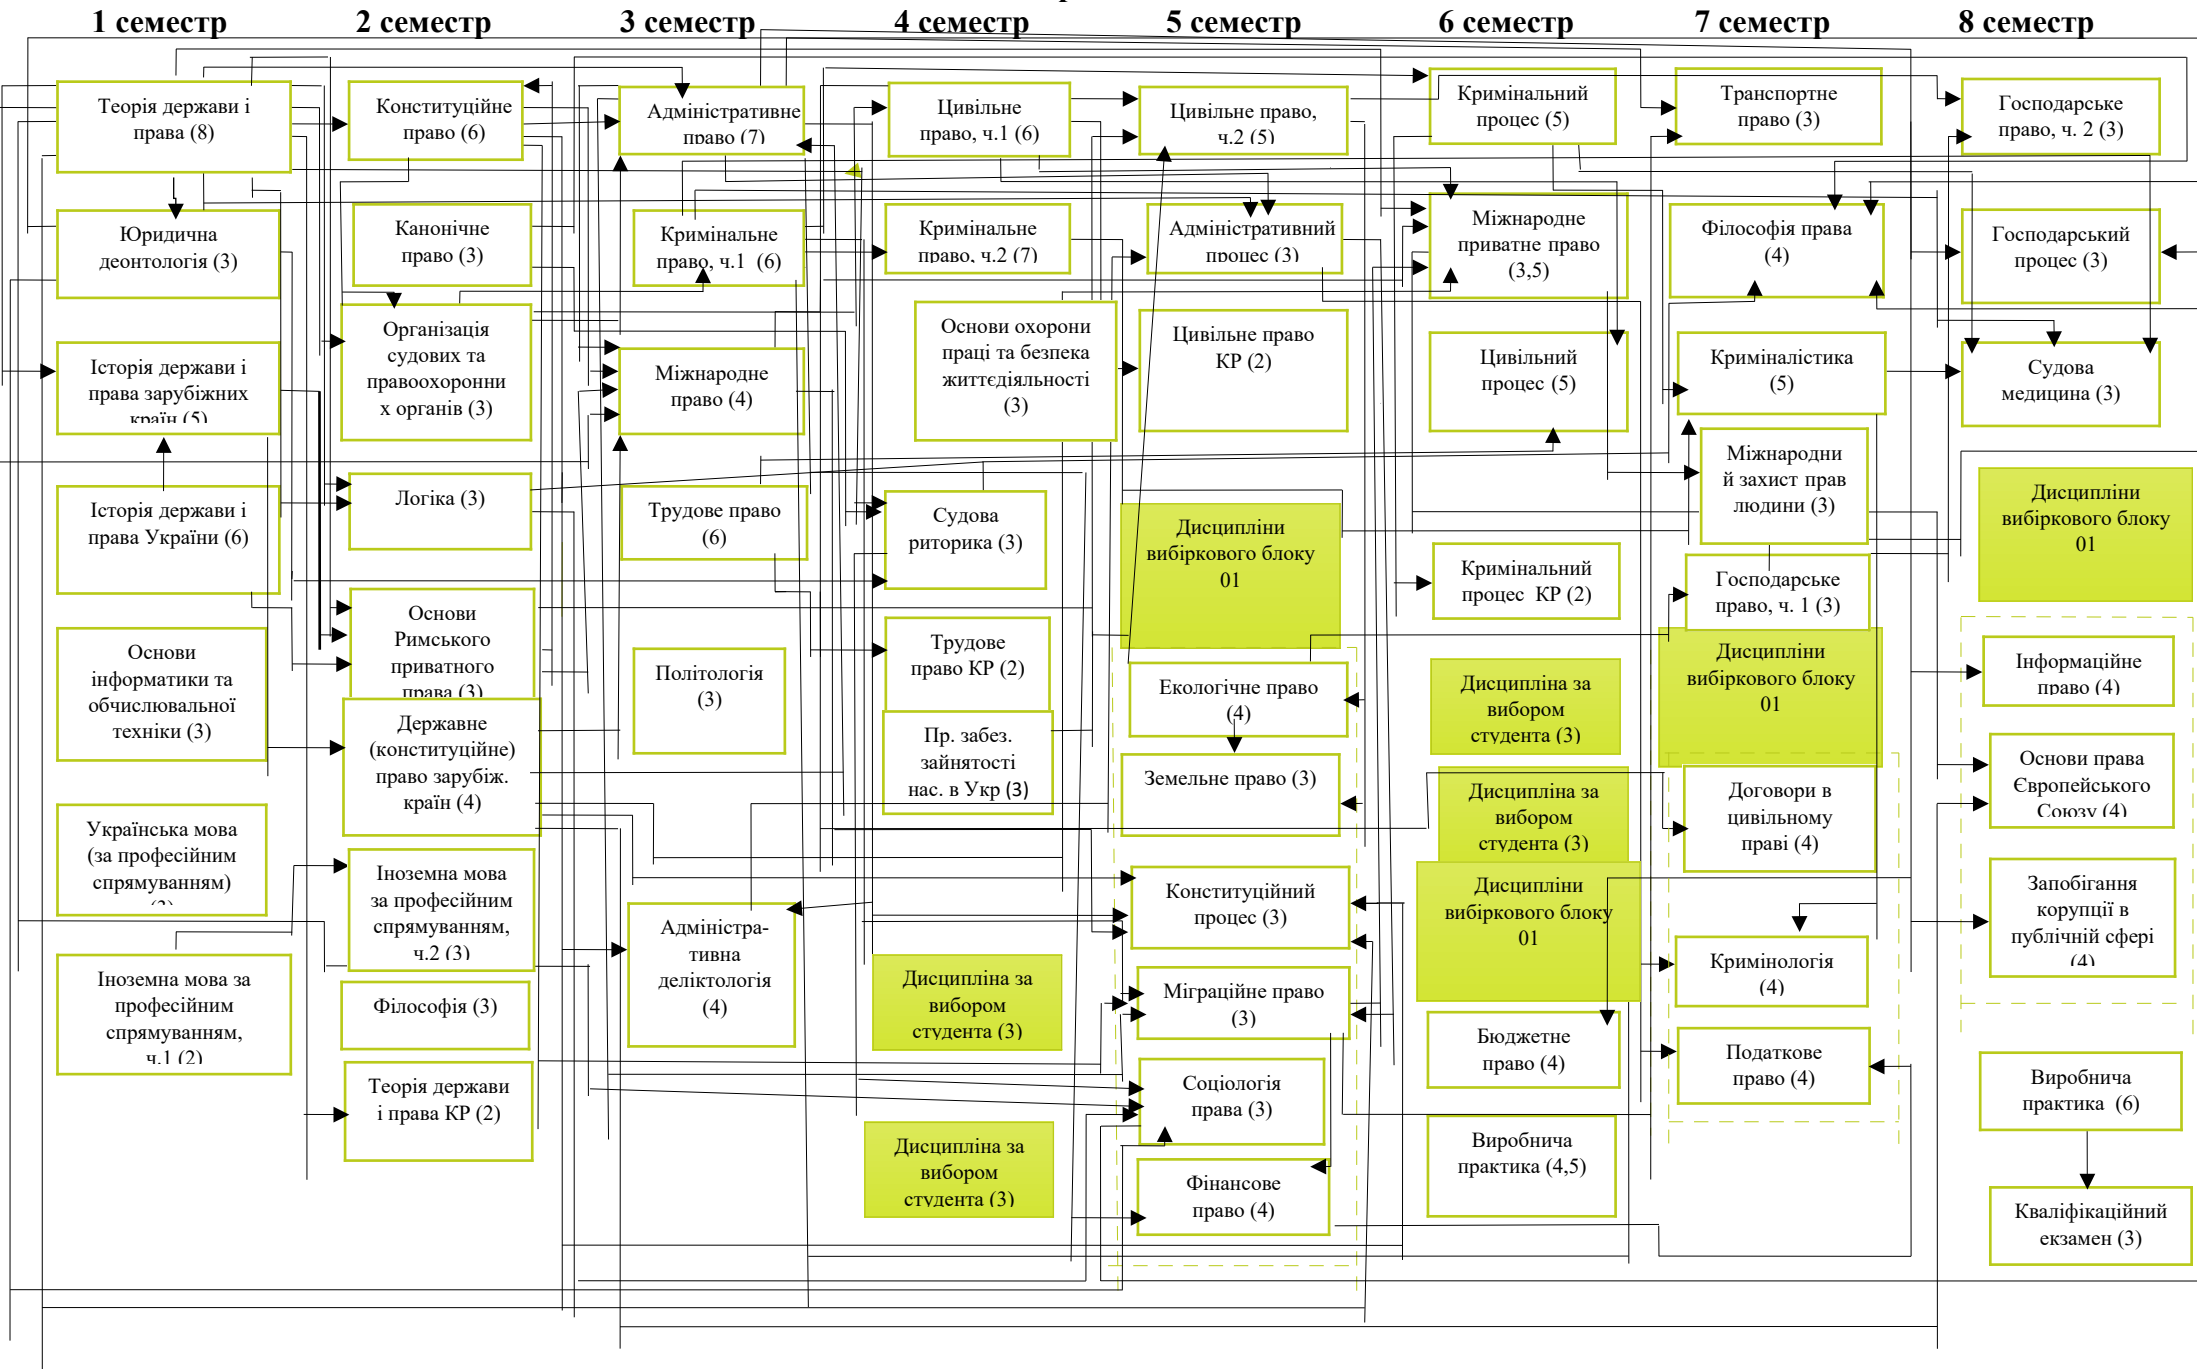 1 семестр
2 семестр
3 семестр
4 семестр
5 семестр
6 семестр
7 семестр
8 семестр
Теорія держави і
права (8)
Юридична
деонтологія (3)
Історія держави і
права зарубіжних
країн (5)
Історія держави і
права України (6)
Основи
інформатики та
обчислювальної
техніки (3)
Українська мова
(за професійним
спрямуванням)
Іноземна мова за
професійним
спрямуванням,
ч.1 (2)
Конституційне
право (6)
Канонічне
право (3)
Організація
судових та
правоохоронни
х органів (3)
Логіка (3)
Основи
Римського
приватного
права (3)
Державне
(конституційне)
право зарубіж.
країн (4)
Іноземна мова
за професійним
спрямуванням,
ч.2 (3)
Філософія (3)
Теорія держави
і права КР (2)
Адміністративне
право (7)
Кримінальне
право, ч.1 (6)
Міжнародне
право (4)
Трудове право
(6)
Політологія
(3)
Адміністра-
тивна
деліктологія
(4)
Цивільне
право, ч.1 (6)
Кримінальне
право, ч.2 (7)
Основи охорони
праці та безпека
життєдіяльності
(3)
Судова
риторика (3)
Трудове
право КР (2)
Пр. забез.
зайнятості
нас. в Укр (3)
Дисципліна за
вибором
студента (3)
Дисципліна за
вибором
студента (3)
Цивільне право,
ч.2 (5)
Адміністративний
процес (3)
Цивільне право
КР (2)
Дисципліни
вибіркового блоку
01
Екологічне право
(4)
Земельне право (3)
Конституційний
процес (3)
Міграційне право
(3)
Соціологія
права (3)
Фінансове
право (4)
Кримінальний
процес (5)
Міжнародне
приватне право
(3,5)
Цивільний
процес (5)
Кримінальний
процес КР (2)
Дисципліна за
вибором
студента (3)
Дисципліна за
вибором
студента (3)
Дисципліни
вибіркового блоку
01
Бюджетне
право (4)
Виробнича
практика (4,5)
Транспортне
право (3)
Філософія права
(4)
Криміналістика
(5)
Міжнародни
й захист прав
людини (3)
Господарське
право, ч. 1 (3)
Дисципліни
вибіркового блоку
01
Договори в
цивільному
праві (4)
Кримінологія
(4)
Податкове
право (4)
Господарське
право, ч. 2 (3)
Господарський
процес (3)
Судова
медицина (3)
Дисципліни
вибіркового блоку
01
Інформаційне
право (4)
Основи права
Європейського
Союзу (4)
Запобігання
корупції в
публічній сфері
(4)
Виробнича
практика (6)
Кваліфікаційний
екзамен (3)